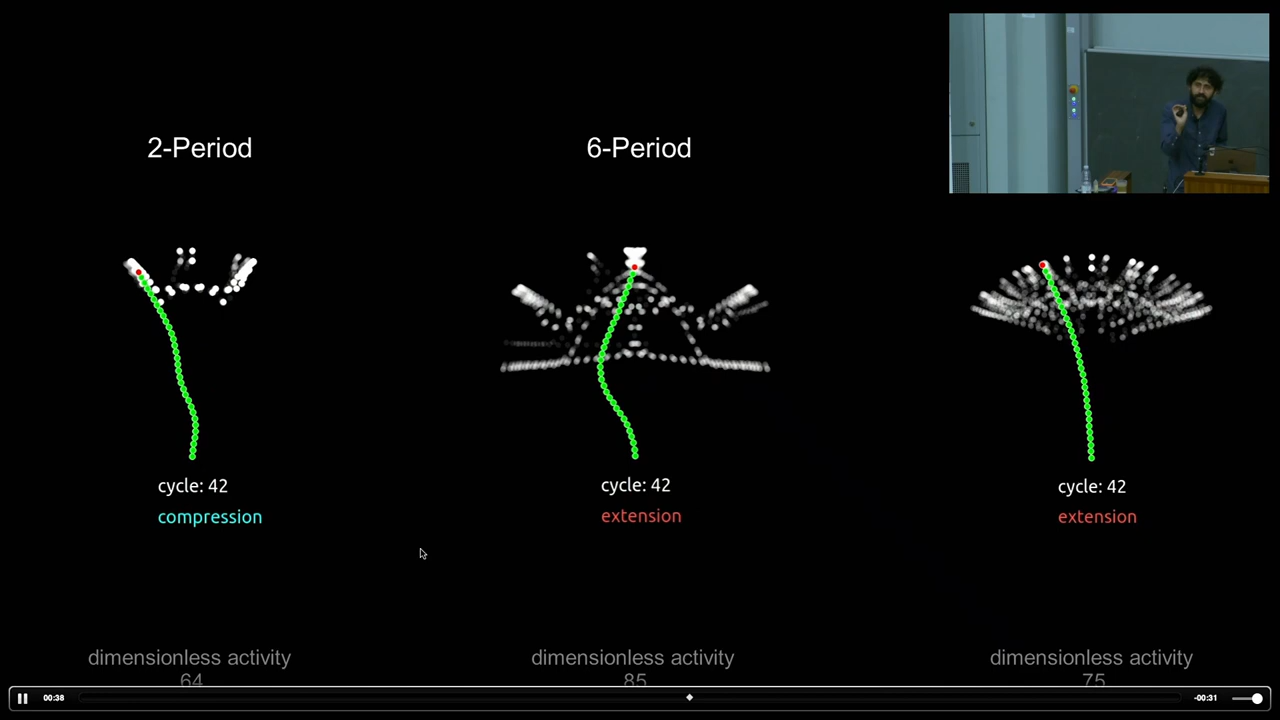 2-Period
6-Period
cycle: 42
compression
cycle: 42
extension
cycle: 42
extension
dimensionless activity
64
dimensionless activity
85
dimensionless activity
75
00:38
-00:31